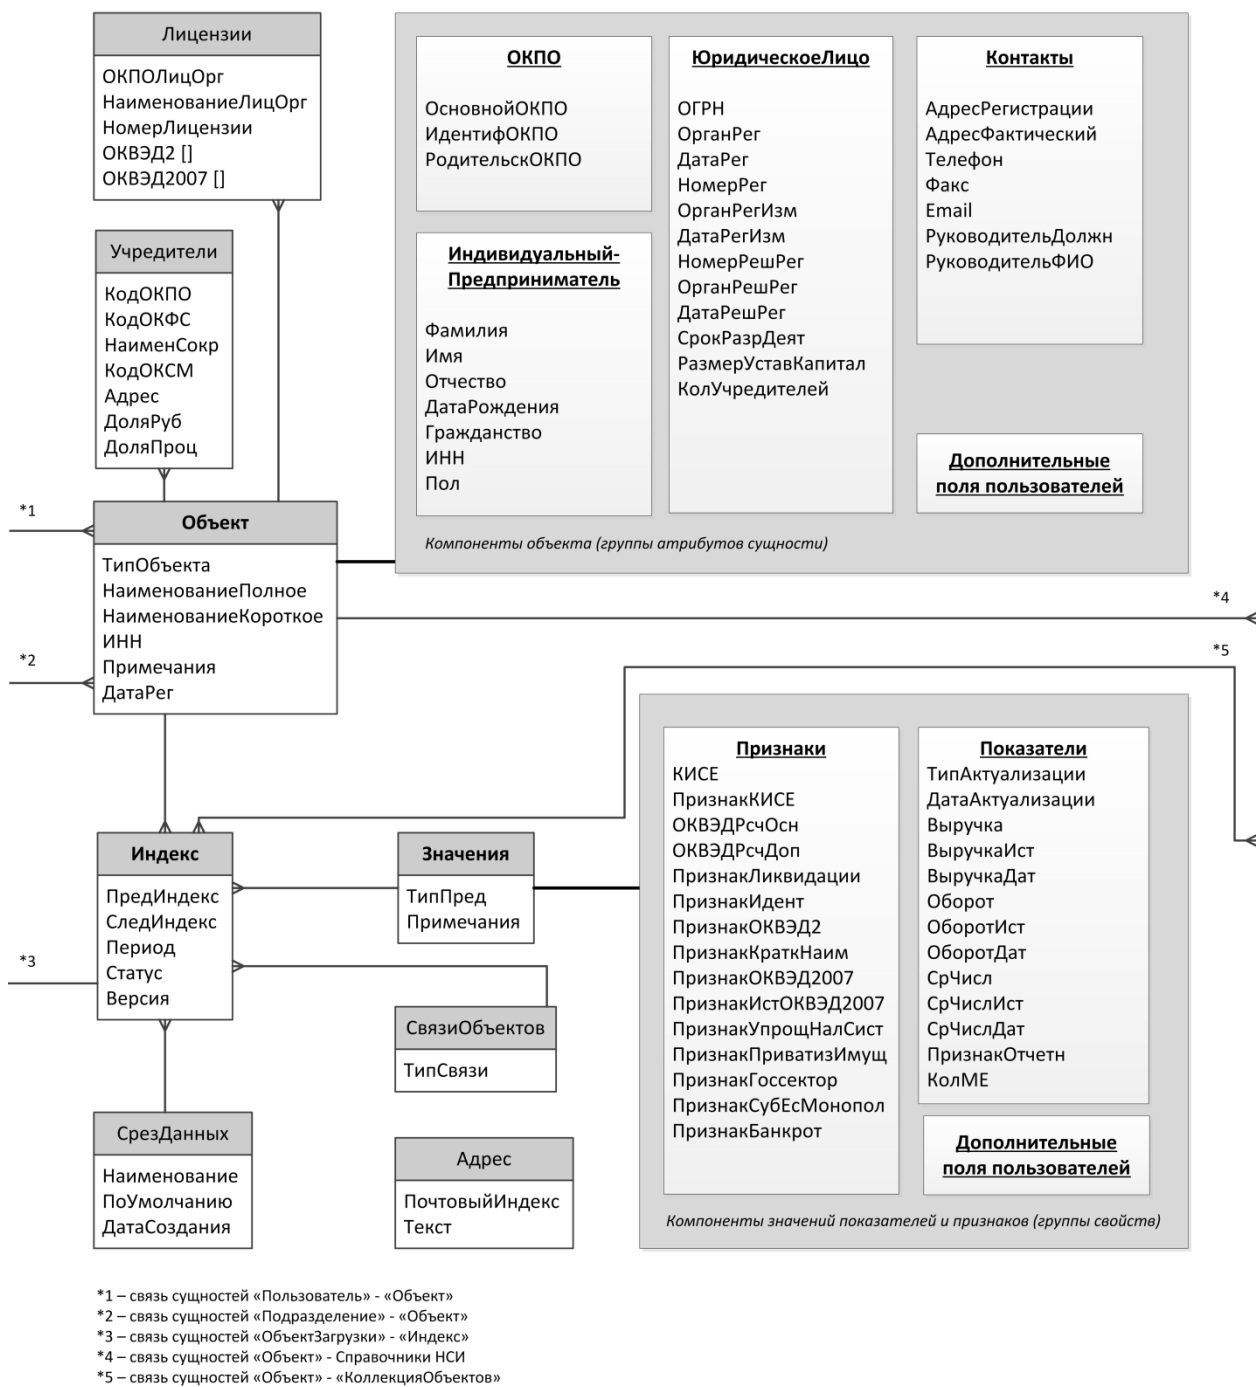 Лицензии
ОКПОЛицОрг
НаименованиеЛицОрг
НомерЛицензии
ОКВЭД2 []
ОКВЭД2007 []
Учредители
КодОКПО
КодОКФС
НаименСокр
КодОКСМ
Адрес
ДоляРуб
ДоляПроц
ОКПО
ОсновнойОКПО
ИдентифОКПО
РодительскОКПО
Индивидуальный-
Предприниматель
Фамилия
Имя
Отчество
ДатаРождения
Гражданство
ИНН
Пол
ЮридическоеЛицо
ОГРН
ОрганРег
ДатаРег
НомерРег
ОрганРегИзм
ДатаРегИзм
НомерРешРег
ОрганРешРег
ДатаРешРег
СрокРазрДеят
РазмерУставКапитал
КолУчредителей
Контакты
АдресРегистрации
АдресФактический
Телефон
Факс
Email
РуководительДолжн
РуководительФИО
Дополнительные
поля пользователей
Компоненты объекта (группы атрибутов сущности)
*1
Объект
ТипОбъекта
НаименованиеПолное
НаименованиеКороткое
ИНН
Примечания
ДатаРег
*2
*4
*5
Индекс
ПредИндекс
СледИндекс
Период
Статус
Версия
*3
Значения
ТипПред
Примечания
СвязиОбъектов
ТипСвязи
СрезДанных
Наименование
ПоУмолчанию
ДатаСоздания
Адрес
ПочтовыйИндекс
Текст
Признаки
КИСЕ
ПризнакКИСЕ
ОКВЭДРсчОсн
ОКВЭДРсчДоп
ПризнакЛиквидации
ПризнакИдент
ПризнакОКВЭД2
ПризнакКраткНаим
ПризнакОКВЭД2007
ПризнакИстОКВЭД2007
ПризнакУпрощНалСист
ПризнакПриватизИмущ
ПризнакГоссектор
ПризнакСубЕсМонопол
ПризнакБанкрот
Показатели
ТипАктуализации
ДатаАктуализации
Выручка
ВыручкаИст
ВыручкаДат
Оборот
ОборотИст
ОборотДат
СрЧисл
СрЧислИст
СрЧислДат
ПризнакОтчетн
КолМЕ
Дополнительные
поля пользователей
Компоненты значений показателей и признаков (группы свойств)
*1 – связь сущностей «Пользователь» - «Объект»
*2 – связь сущностей «Подразделение» - «Объект»
*3 – связь сущностей «ОбъектЗагрузки» - «Индекс»
*4 – связь сущностей «Объект» - Справочники НСИ
*5 – связь сущностей «Объект» - «КоллекцияОбъектов»